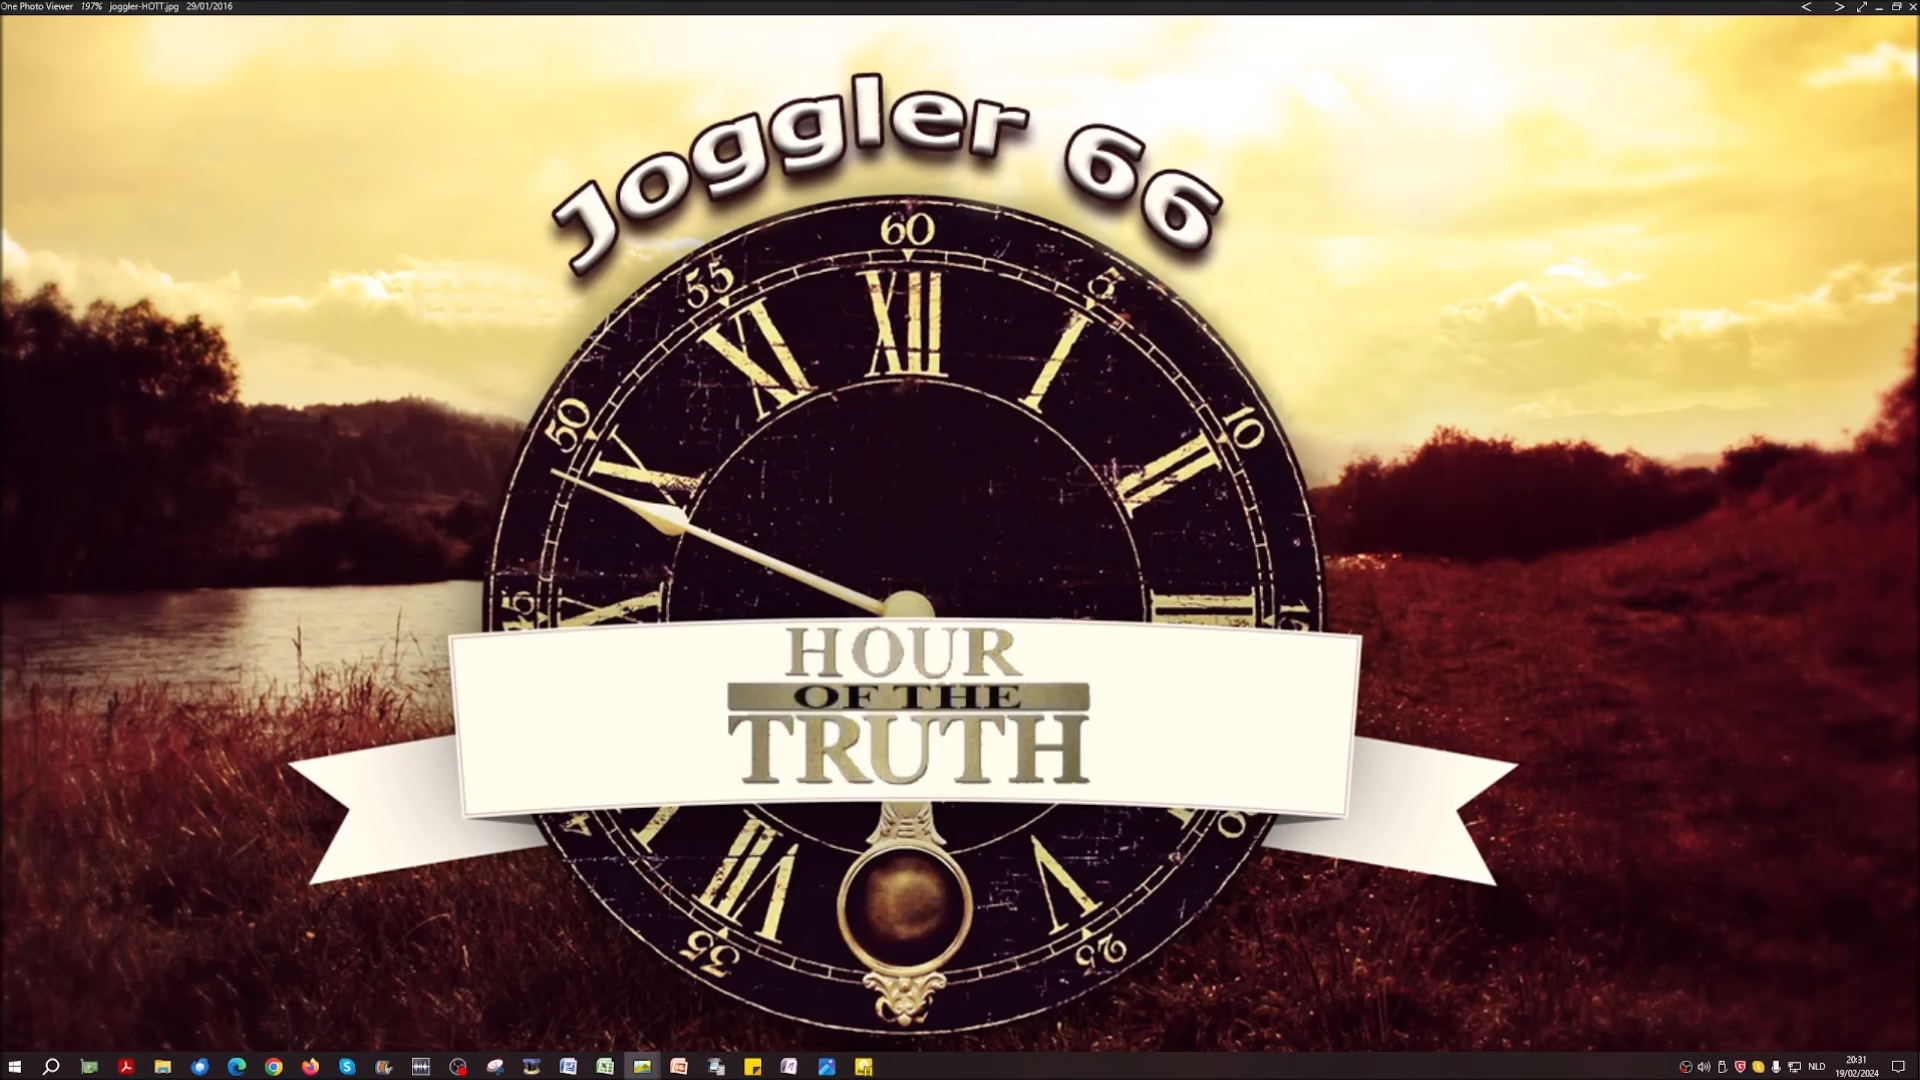 One Photo Viewer 197% joggler-HOTT.jpg 29/01/2016
Joggler 66
60
55
5
XII
XI
I
50
10
X
II
HOUR
OF THE
TRUTH
VII
V
35
25
20:31
NLD
19/02/2024